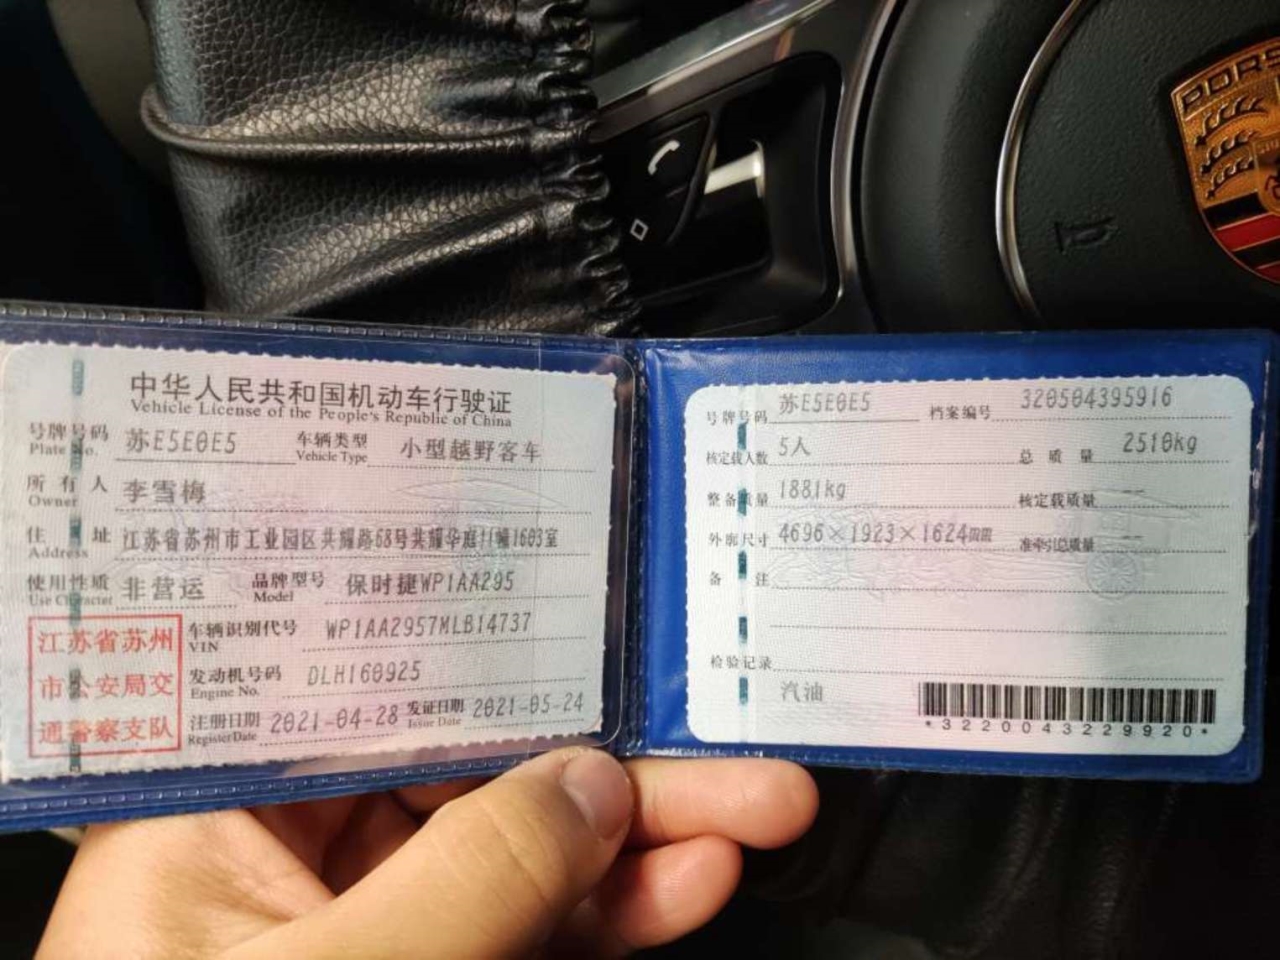 PORS
中华人民共和国机动车行驶证
Vehicle License of the People's Republic of China
号牌号码 苏E5E0E5 车辆类型 小型越野客车
Plate No. Vehicle Type
所有人 李雪梅
Owner
住址 江苏省苏州市工业园区共耀路68号共耀华庭11幢1603室
Address
使用性质 非营运 品牌型号 保时捷WP1AA295
Use Character Model
江苏省苏州
市公安局交
通警察支队
车辆识别代号 WP1AA2957MLB14737
VIN
发动机号码 DLH160925
Engine No.
注册日期 2021-04-28 发证日期 2021-05-24
Register Date Issue Date
号牌号码 苏E5E0E5 档案编号 320504395916
核定载人数 5人 总质量 2510kg
整备质量 1881kg 核定载质量 --
外廓尺寸 4696×1923×1624mm 准牵引总质量 --
备注
检验记录
汽油
*3220043229920*